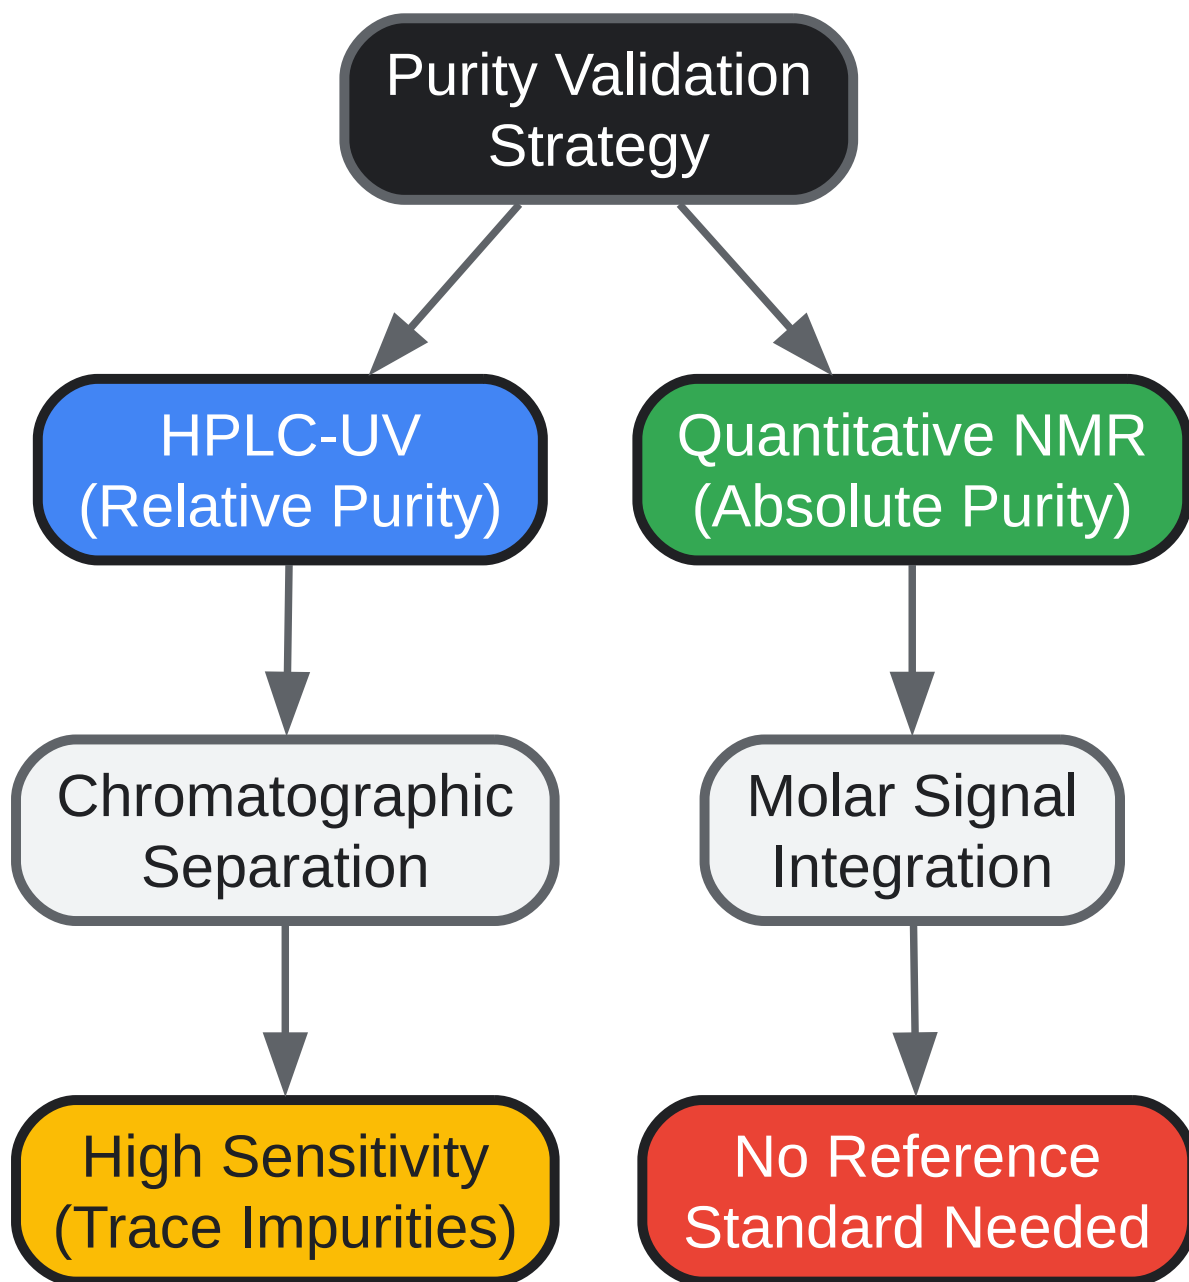 Purity Validation
Strategy
HPLC-UV
(Relative Purity)
Quantitative NMR
(Absolute Purity)
Chromatographic
Separation
Molar Signal
Integration
High Sensitivity
(Trace Impurities)
No Reference
Standard Needed